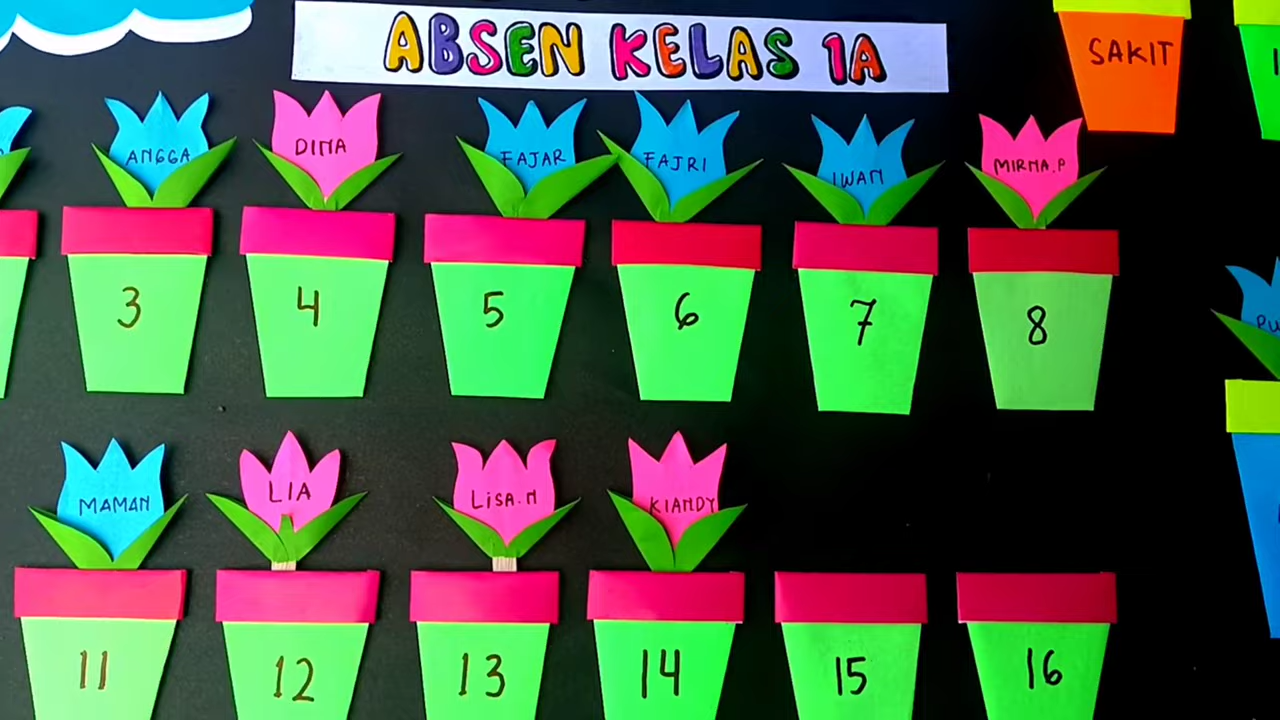 ABSEN KELAS 1A
SAKIT
ANGGA
DINA
FAJAR
FAJRI
IWAN
MIRNA.P
3
4
5
6
7
8
MAMAN
LIA
LiSA.N
KIANDY
11
12
13
14
15
16